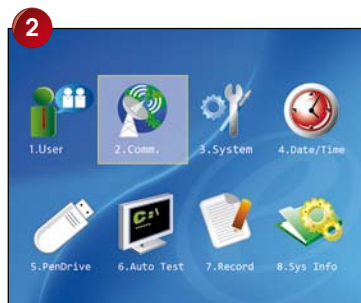 2
1.User
2.Comm.
3.System
4.Date/Time
C:\
5.PenDrive
6.Auto Test
7.Record
8.Sys Info